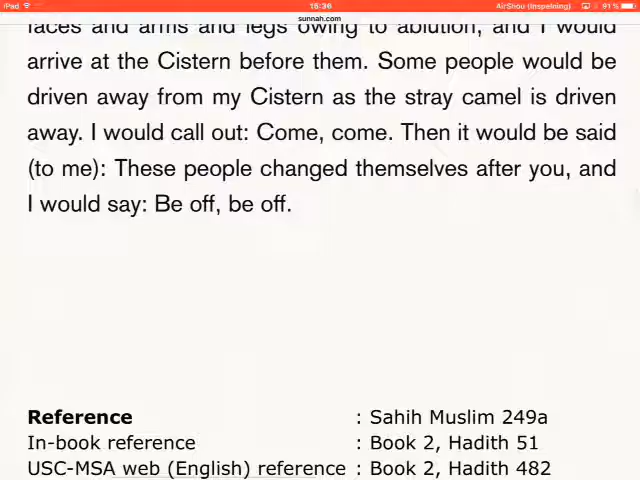 iPad 15:36 AirShou (Inspelning) 91 %
sunnah.com
faces and arms and legs owing to ablution, and I would
arrive at the Cistern before them. Some people would be
driven away from my Cistern as the stray camel is driven
away. I would call out: Come, come. Then it would be said
(to me): These people changed themselves after you, and
I would say: Be off, be off.
Reference : Sahih Muslim 249a
In-book reference : Book 2, Hadith 51
USC-MSA web (English) reference : Book 2, Hadith 482